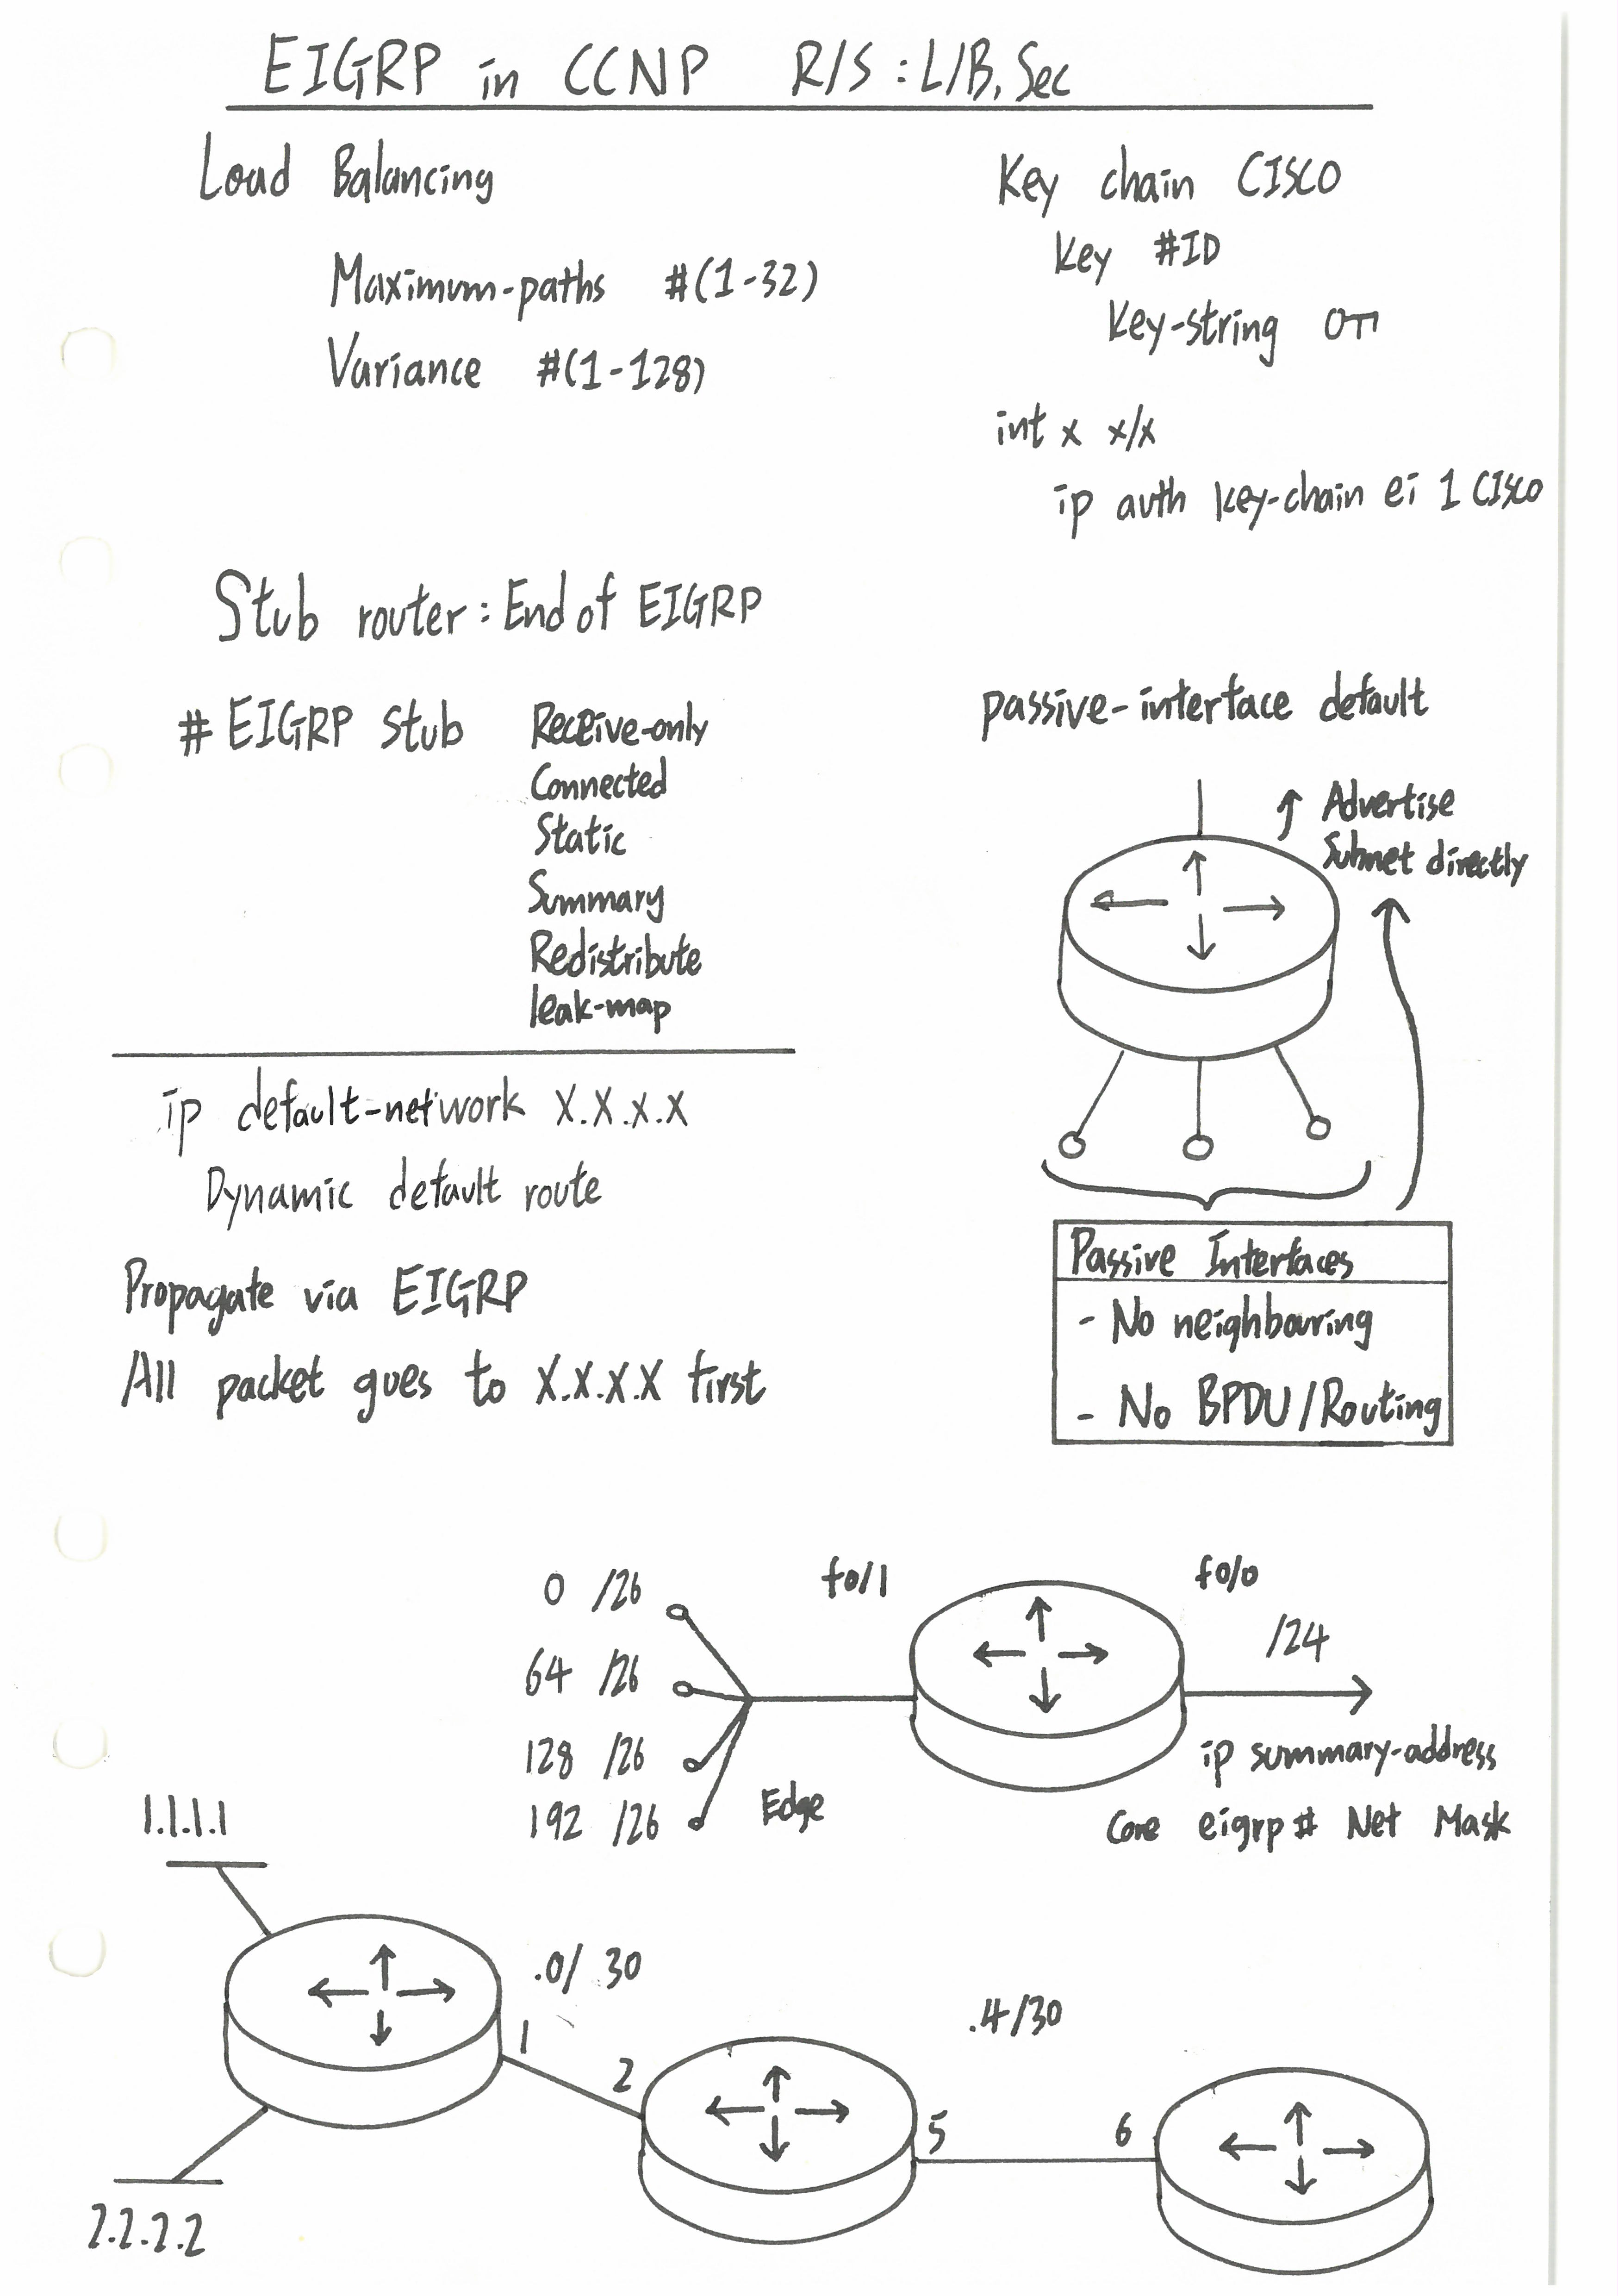 EIGRP in CCNP R/S : L/B, Sec
Load Balancing
Maximum-paths #(1-32)
Variance #(1-128)
Key chain CISCO
Key #ID
Key-string
int x x/x
ip auth key-chain ei 1 CISCO
Stub router : End of EIGRP
# EIGRP stub Receive-only
Connected
Static
Summary
Redistribute
leak-map
passive-interface default
Advertise
Subnet directly
Passive Interfaces
- No neighbouring
- No BPDU/Routing
ip default-network X.X.X.X
Dynamic default route
Propagate via EIGRP
All packet goes to X.X.X.X first
0 /26
64 /26
128 /26
192 /26
Edge
f0/1
f0/0
/24
ip summary-address
Core eigrp # Net Mask
1.1.1.1
2.2.2.2
.0/30
1
2
.4/30
5
6